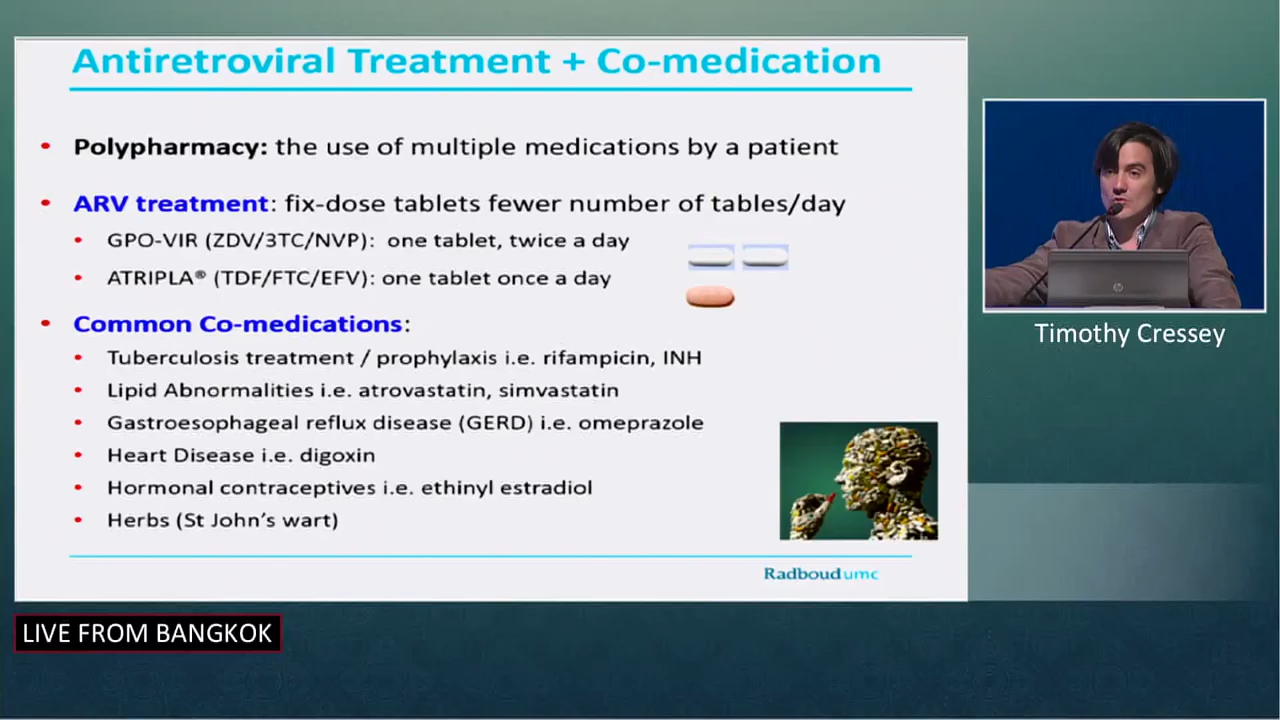 Antiretroviral Treatment + Co-medication
• Polypharmacy: the use of multiple medications by a patient
• ARV treatment: fix-dose tablets fewer number of tables/day
• GPO-VIR (ZDV/3TC/NVP): one tablet, twice a day
• ATRIPLA® (TDF/FTC/EFV): one tablet once a day
• Common Co-medications:
• Tuberculosis treatment / prophylaxis i.e. rifampicin, INH
• Lipid Abnormalities i.e. atrovastatin, simvastatin
• Gastroesophageal reflux disease (GERD) i.e. omeprazole
• Heart Disease i.e. digoxin
• Hormonal contraceptives i.e. ethinyl estradiol
• Herbs (St John's wart)
Radboudumc
hp
Timothy Cressey
LIVE FROM BANGKOK